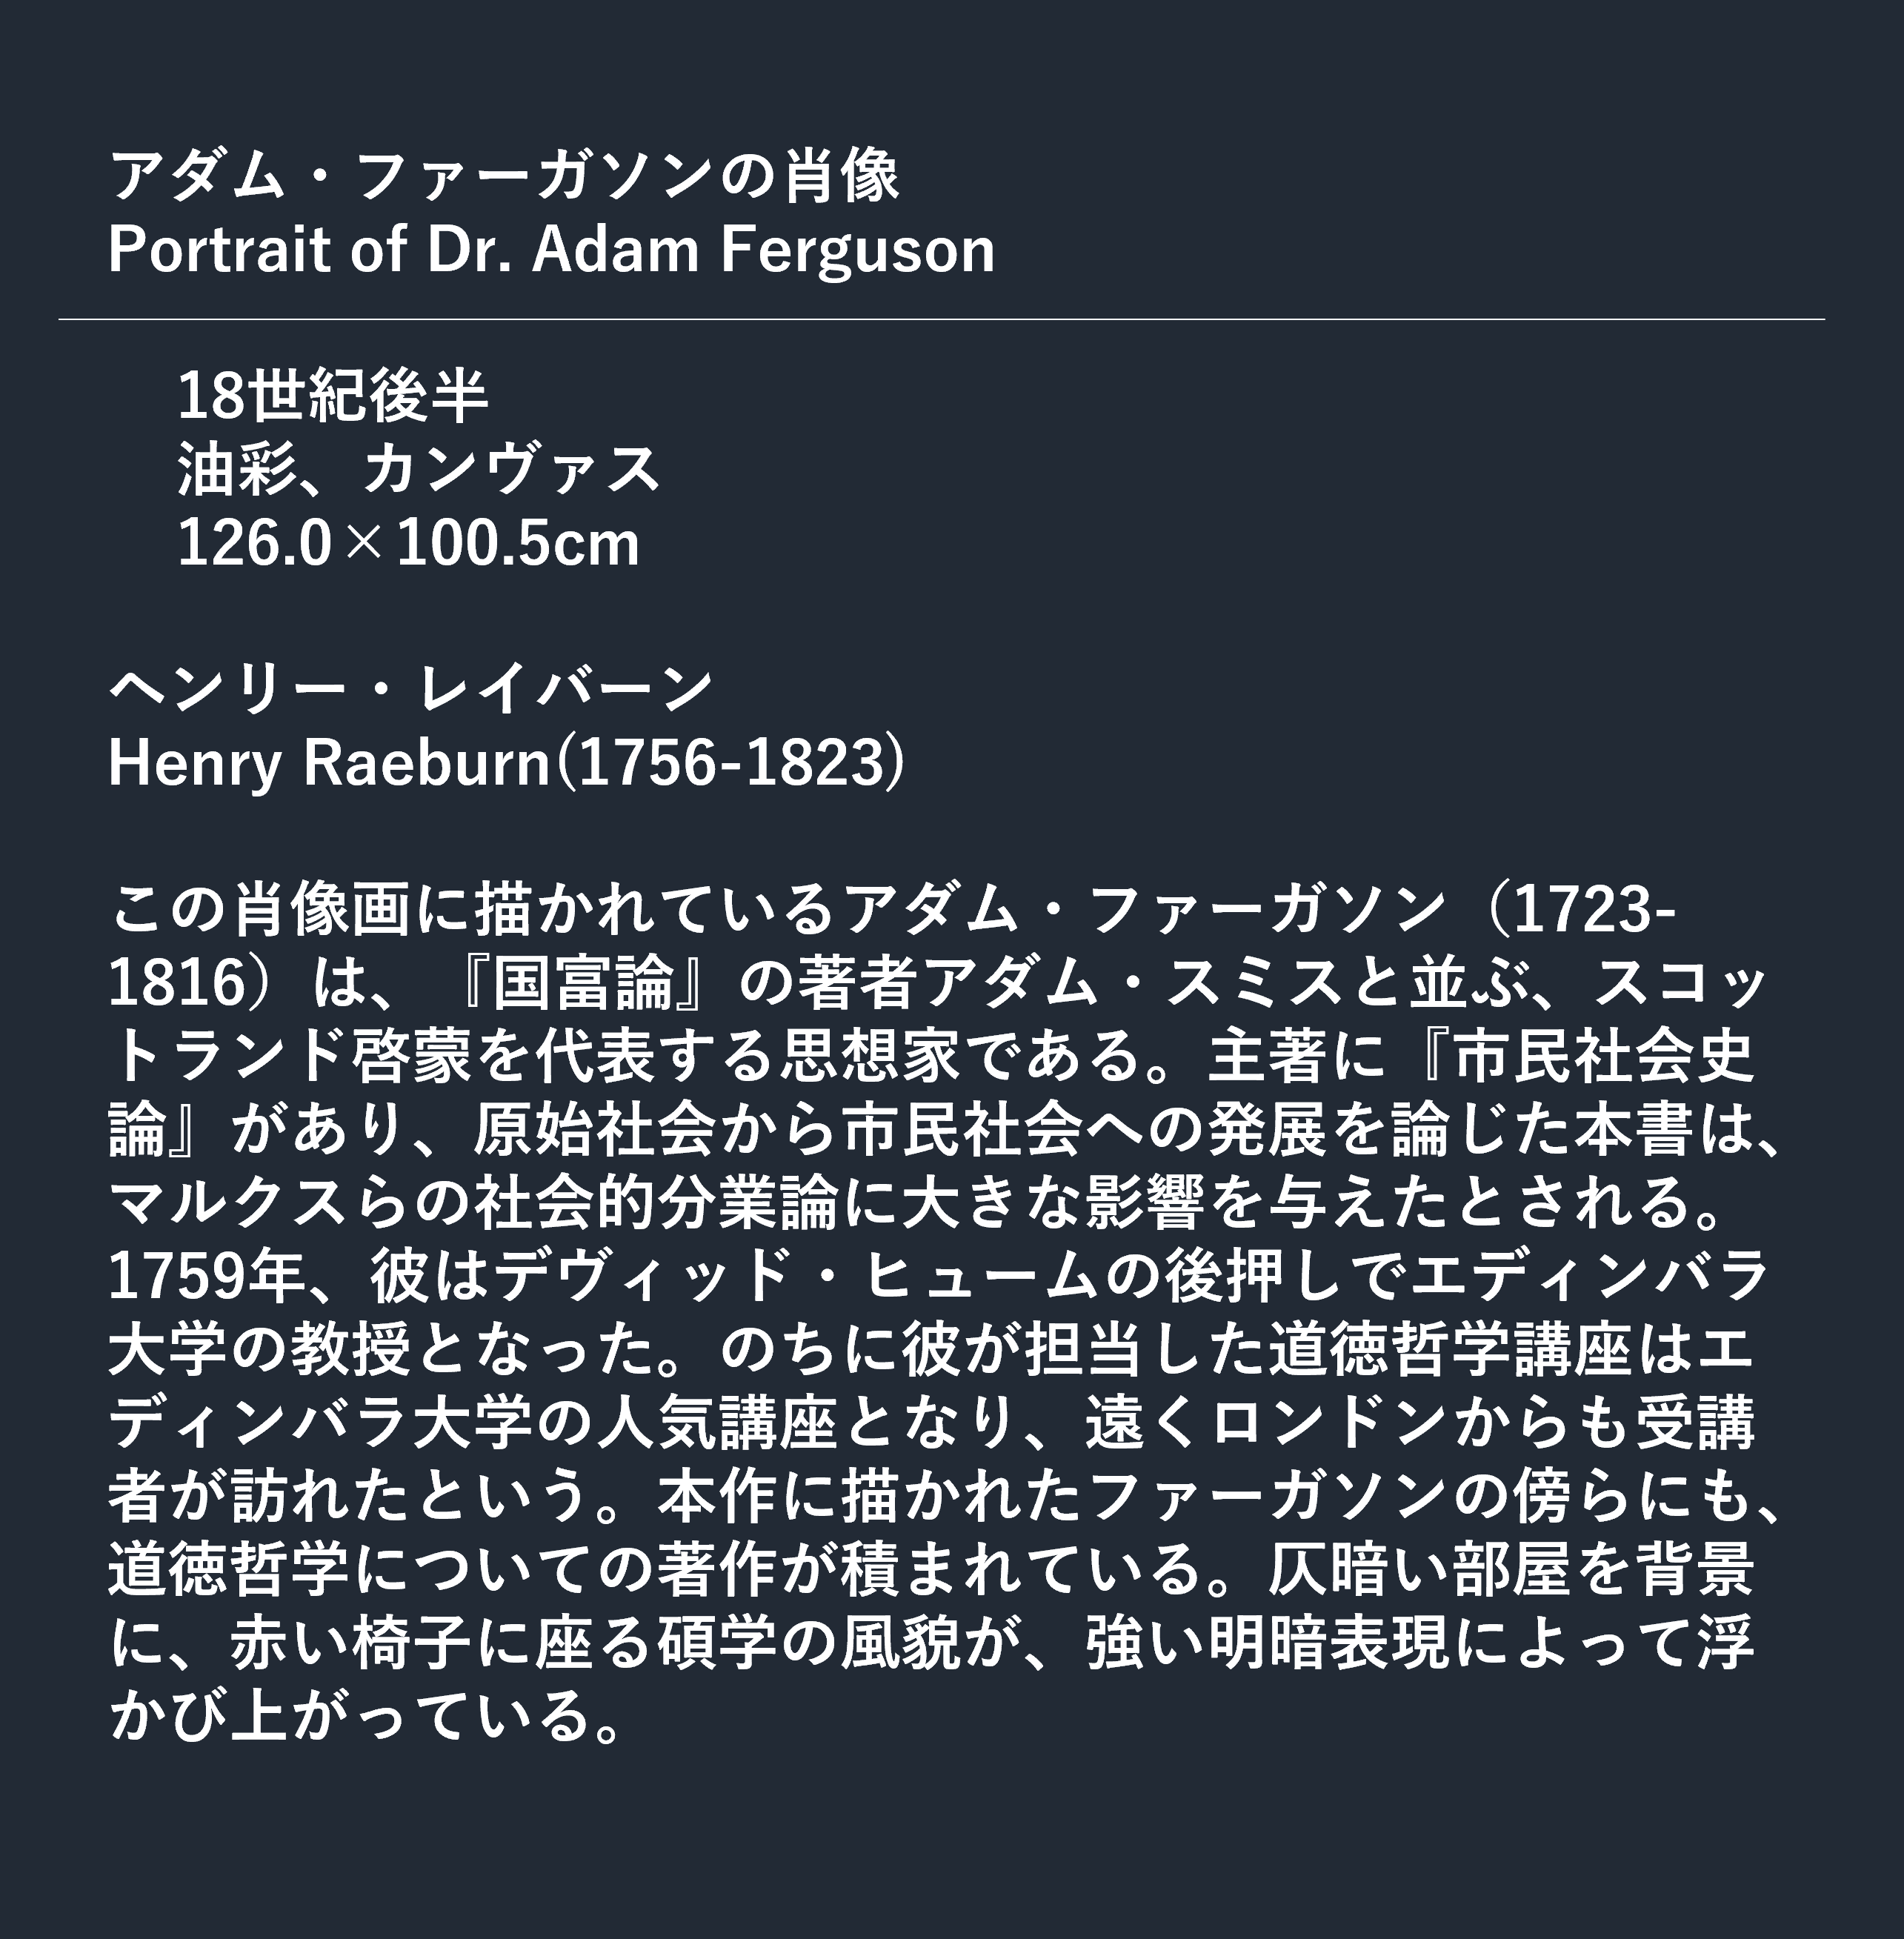 アダム・ファーガソンの肖像
Portrait of Dr. Adam Ferguson
18世紀後半
油彩、カンヴァス
126.0×100.5cm
ヘンリー・レイバーン
Henry Raeburn(1756-1823)
この肖像画に描かれているアダム・ファーガソン（1723-
1816）は、『国富論』の著者アダム・スミスと並ぶ、スコッ
トランド啓蒙を代表する思想家である。主著に『市民社会史
論』があり、原始社会から市民社会への発展を論じた本書は、
マルクスらの社会的分業論に大きな影響を与えたとされる。
1759年、彼はデヴィッド・ヒュームの後押しでエディンバラ
大学の教授となった。のちに彼が担当した道徳哲学講座はエ
ディンバラ大学の人気講座となり、遠くロンドンからも受講
者が訪れたという。本作に描かれたファーガソンの傍らにも、
道徳哲学についての著作が積まれている。仄暗い部屋を背景
に、赤い椅子に座る碩学の風貌が、強い明暗表現によって浮
かび上がっている。